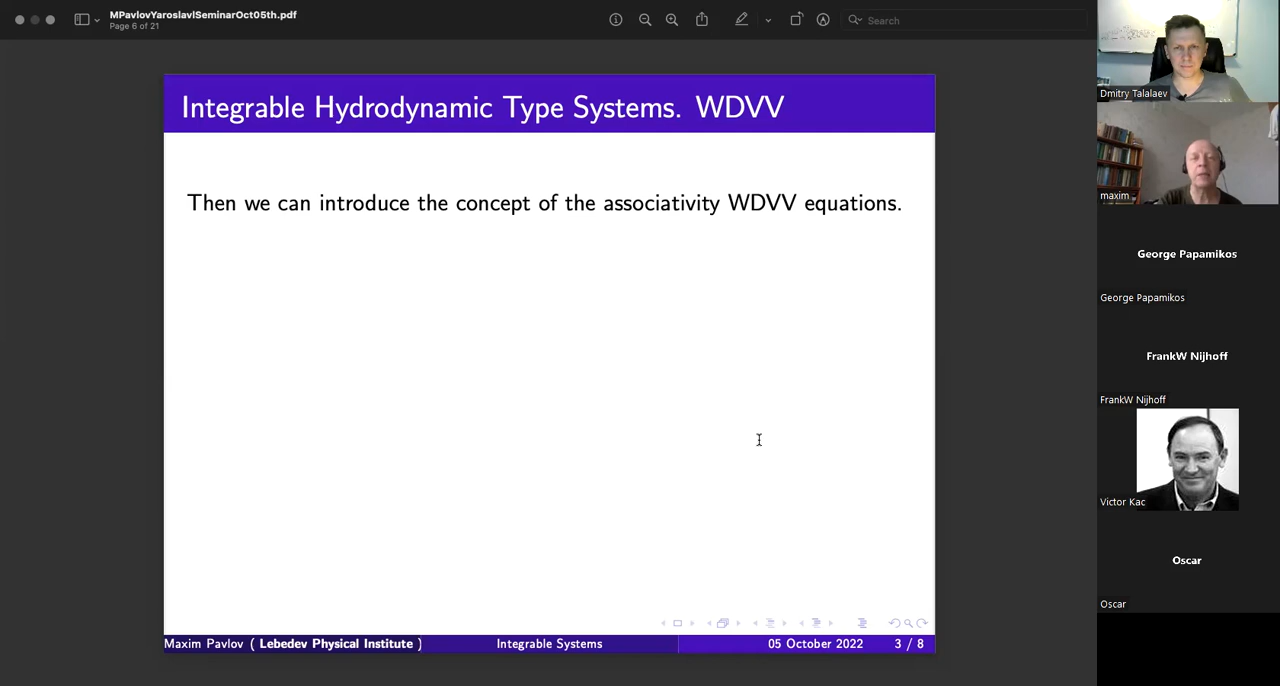 MPavlovYaroslavlSeminarOct05th.pdf
Page 6 of 21
Search
Integrable Hydrodynamic Type Systems. WDVV
Then we can introduce the concept of the associativity WDVV equations.
Maxim Pavlov ( Lebedev Physical Institute )
Integrable Systems
05 October 2022
3 / 8
Dmitry Talalaev
maxim
George Papamikos
George Papamikos
FrankW Nijhoff
FrankW Nijhoff
Victor Kac
Oscar
Oscar